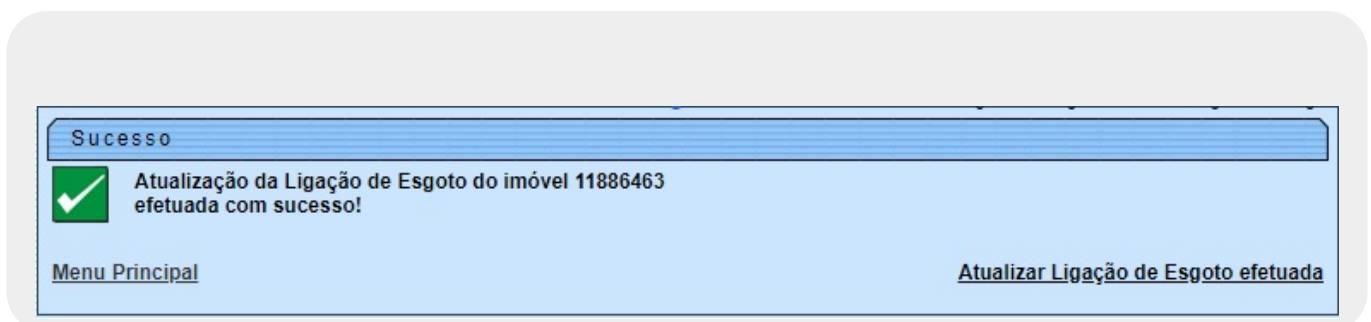 Sucesso
Atualização da Ligação de Esgoto do imóvel 11886463
efetuada com sucesso!
Menu Principal
Atualizar Ligação de Esgoto efetuada